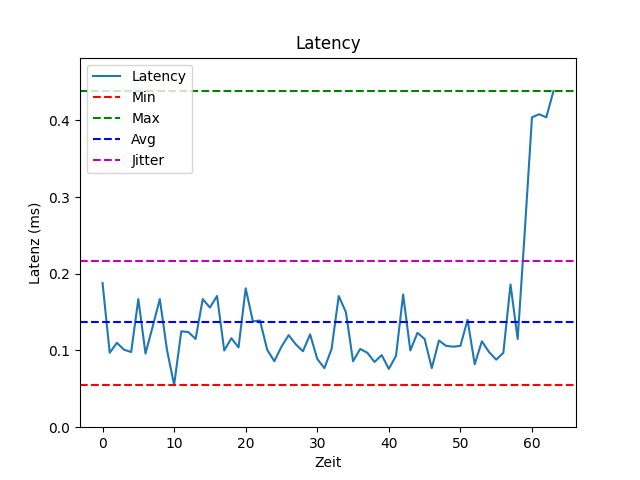 Latency
Latency
Min
Max
Avg
Jitter
0.4
0.3
0.2
0.1
0.0
Latenz (ms)
0 10 20 30 40 50 60
Zeit